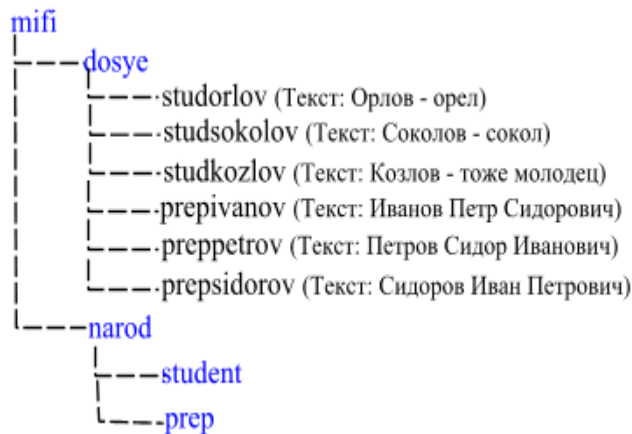 mifi
dosye
studorlov (Текст: Орлов - орел)
studsokolov (Текст: Соколов - сокол)
studkozlov (Текст: Козлов - тоже молодец)
prepivanov (Текст: Иванов Петр Сидорович)
preppetrov (Текст: Петров Сидор Иванович)
prepsidorov (Текст: Сидоров Иван Петрович)
narod
student
prep